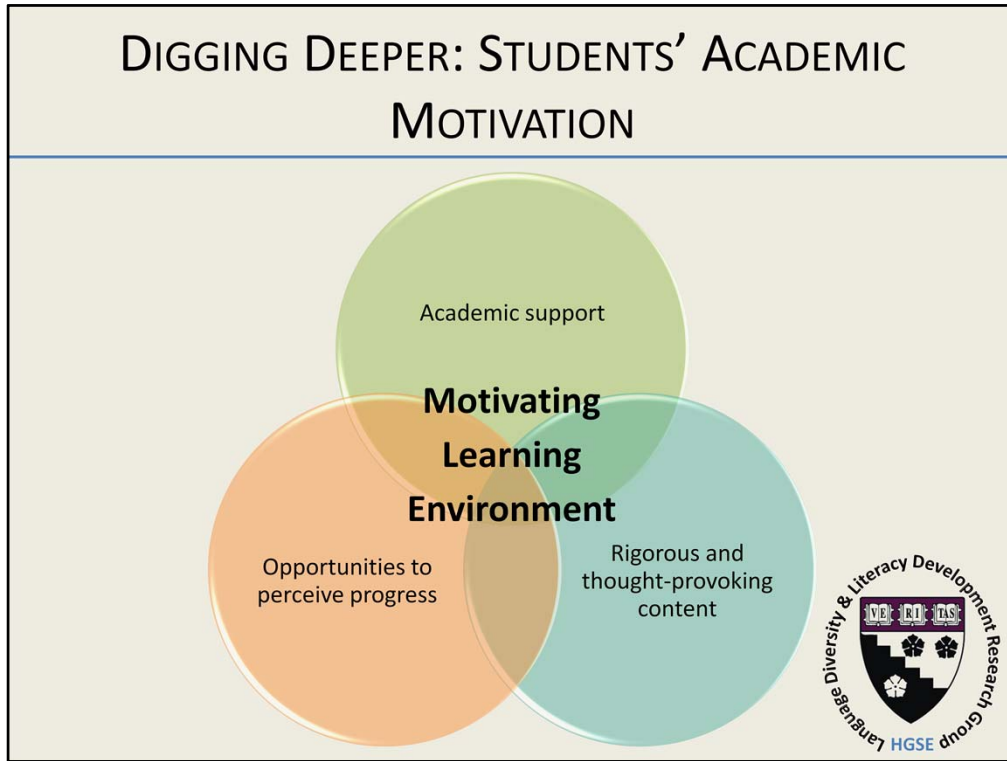 DIGGING DEEPER: STUDENTS’ ACADEMIC
MOTIVATION
Academic support
Motivating
Learning
Environment
Opportunities to
perceive progress
Rigorous and
thought-provoking
content
Language Diversity & Literacy Development Research Group
VE RI TAS
HGSE